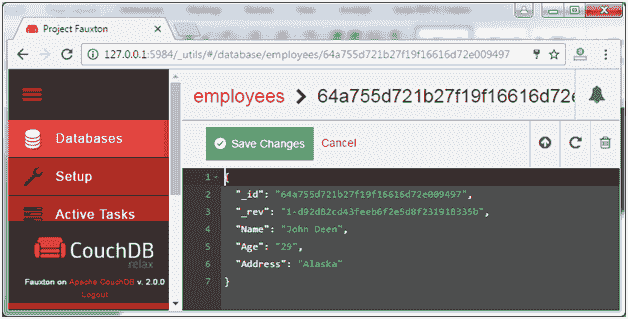 Project Fauxton
127.0.0.1:5984/_utils/#/database/employees/64a755d721b27f19f16616d72e009497
employees > 64a755d721b27f19f16616d72e
Databases
Setup
Active Tasks
CouchDB
relax
Fauxton on Apache CouchDB v. 2.0.0
Logout
Save Changes Cancel
1 {
2 "_id": "64a755d721b27f19f16616d72e009497",
3 "_rev": "1-d92d82cd43feeb6f2e5d8f231918335b",
4 "Name": "John Deen",
5 "Age": "29",
6 "Address": "Alaska"
7 }